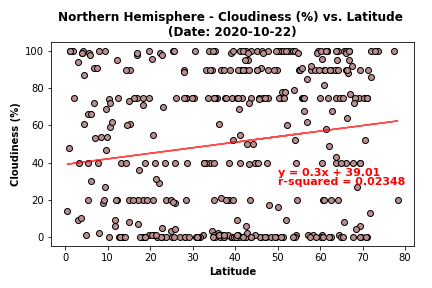 Northern Hemisphere - Cloudiness (%) vs. Latitude
(Date: 2020-10-22)
Cloudiness (%)
100
80
60
40
20
0
y = 0.3x + 39.01
r-squared = 0.02348
0 10 20 30 40 50 60 70 80
Latitude